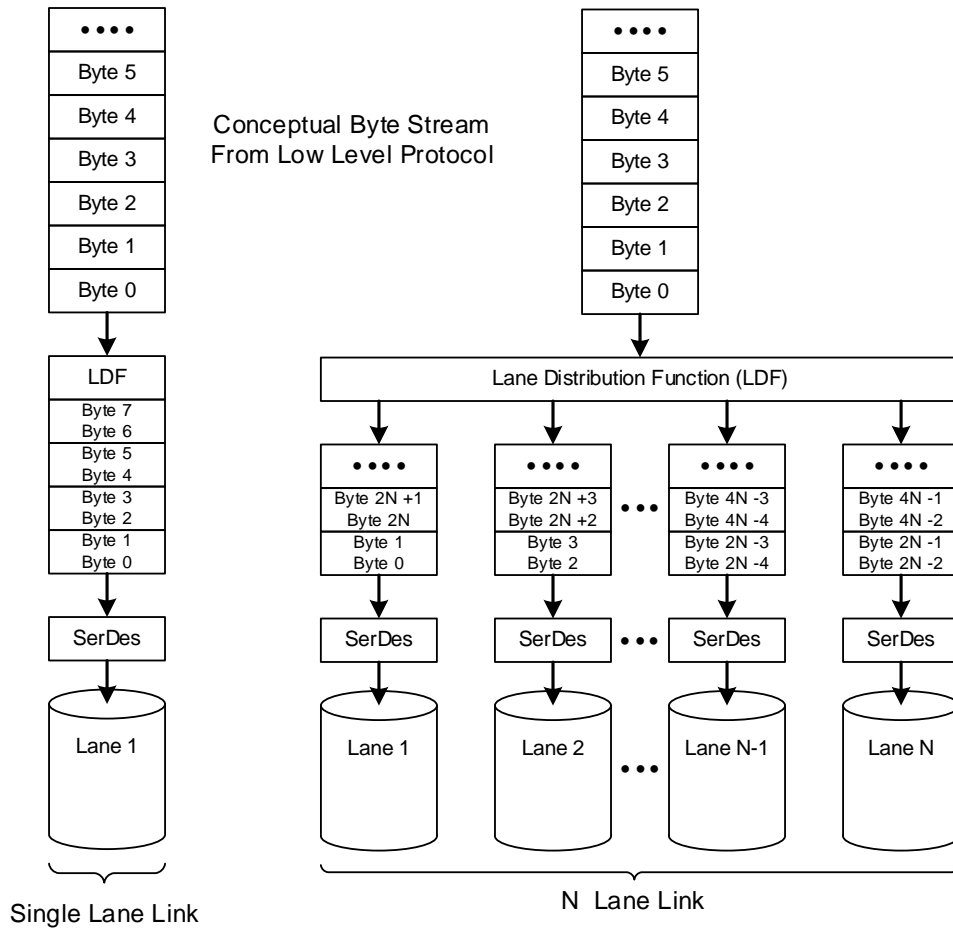 ••••
Byte 5
Byte 4
Byte 3
Byte 2
Byte 1
Byte 0
LDF
Byte 7
Byte 6
Byte 5
Byte 4
Byte 3
Byte 2
Byte 1
Byte 0
SerDes
Lane 1
Single Lane Link
Conceptual Byte Stream
From Low Level Protocol
••••
Byte 5
Byte 4
Byte 3
Byte 2
Byte 1
Byte 0
Lane Distribution Function (LDF)
•••• •••• •••• ••••
Byte 2N +1 Byte 2N +3 Byte 4N -3 Byte 4N -1
Byte 2N Byte 2N +2 ••• Byte 4N -4 Byte 4N -2
Byte 1 Byte 3 Byte 2N -3 Byte 2N -1
Byte 0 Byte 2 Byte 2N -4 Byte 2N -2
SerDes SerDes ••• SerDes SerDes
Lane 1 Lane 2 Lane N-1 Lane N
•••
N Lane Link